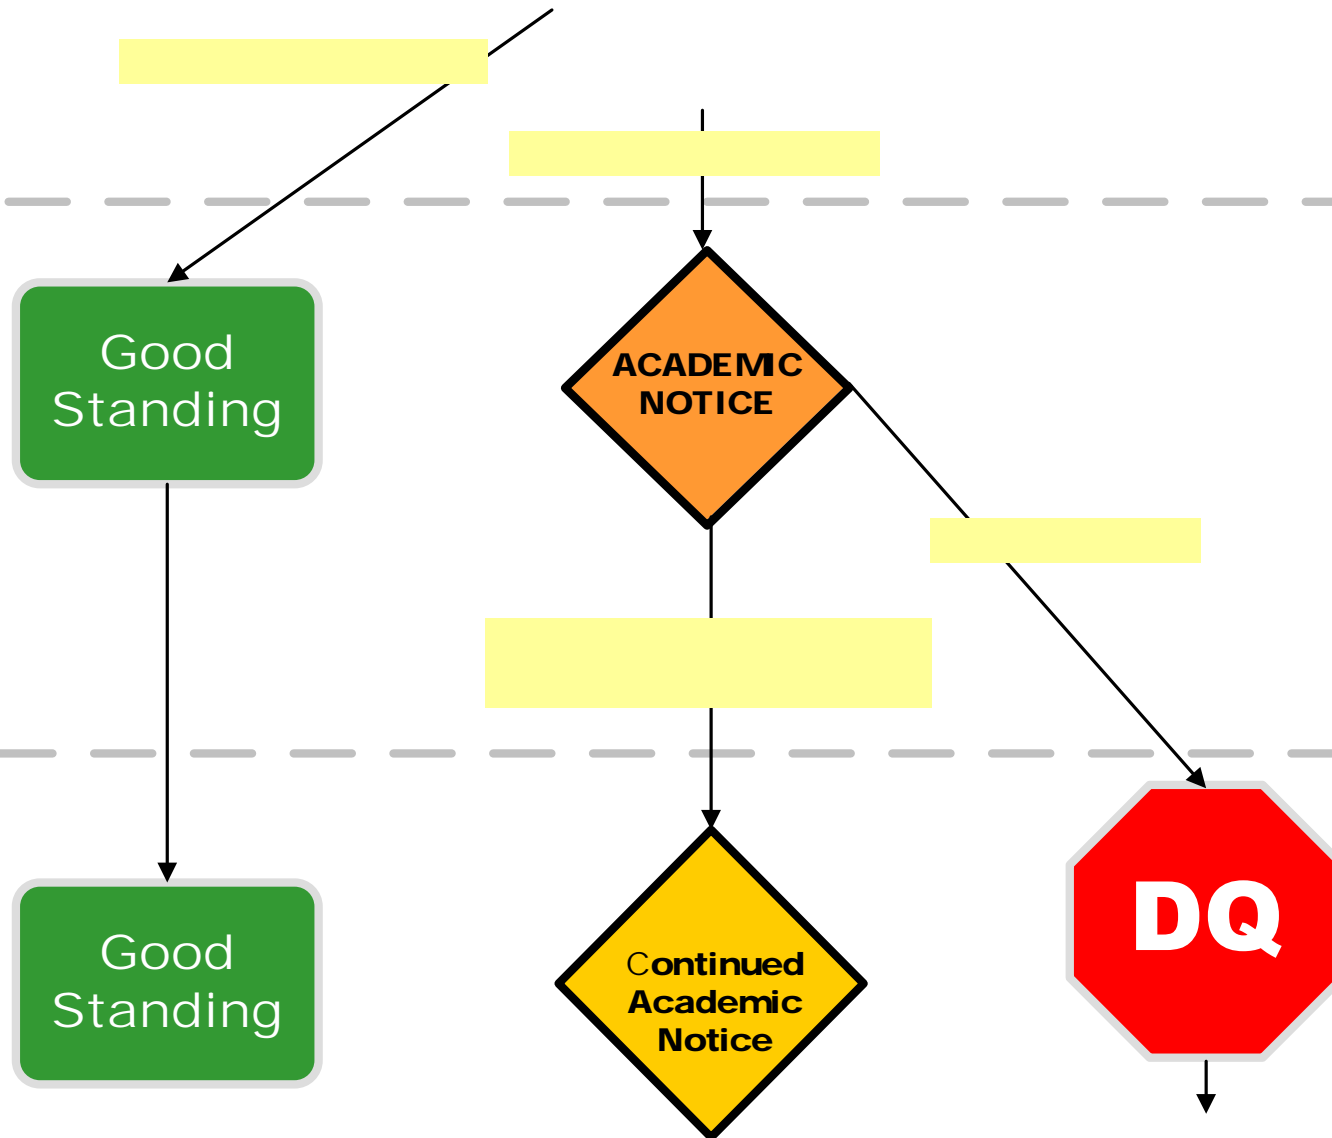 Good
Standing
ACADEMIC
NOTICE
Good
Standing
Continued
Academic
Notice
DQ